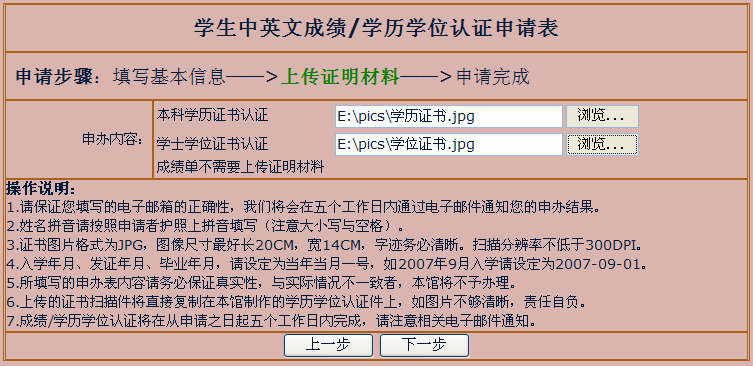 学生中英文成绩/学历学位认证申请表
申请步骤：填写基本信息——>上传证明材料——>申请完成
申办内容：
本科学历证书认证 E:\pics\学历证书.jpg 浏览...
学士学位证书认证 E:\pics\学位证书.jpg 浏览...
成绩单不需要上传证明材料
操作说明：
1.请保证您填写的电子邮箱的正确性，我们将会在五个工作日内通过电子邮件通知您的申办结果。
2.姓名拼音请按照申请者护照上拼音填写（注意大小写与空格）。
3.证书图片格式为JPG，图像尺寸最好长20CM，宽14CM，字迹务必清晰。扫描分辨率不低于300DPI。
4.入学年月、发证年月、毕业年月，请设定为当年当月一号，如2007年9月入学请设定为2007-09-01。
5.所填写的申办表内容请务必保证真实性，与实际情况不一致者，本馆将不予办理。
6.上传的证书扫描件将直接复制在本馆制作的学历学位认证件上，如图片不够清晰，责任自负。
7.成绩/学历学位认证将在从申请之日起五个工作日内完成，请注意相关电子邮件通知。
上一步 下一步